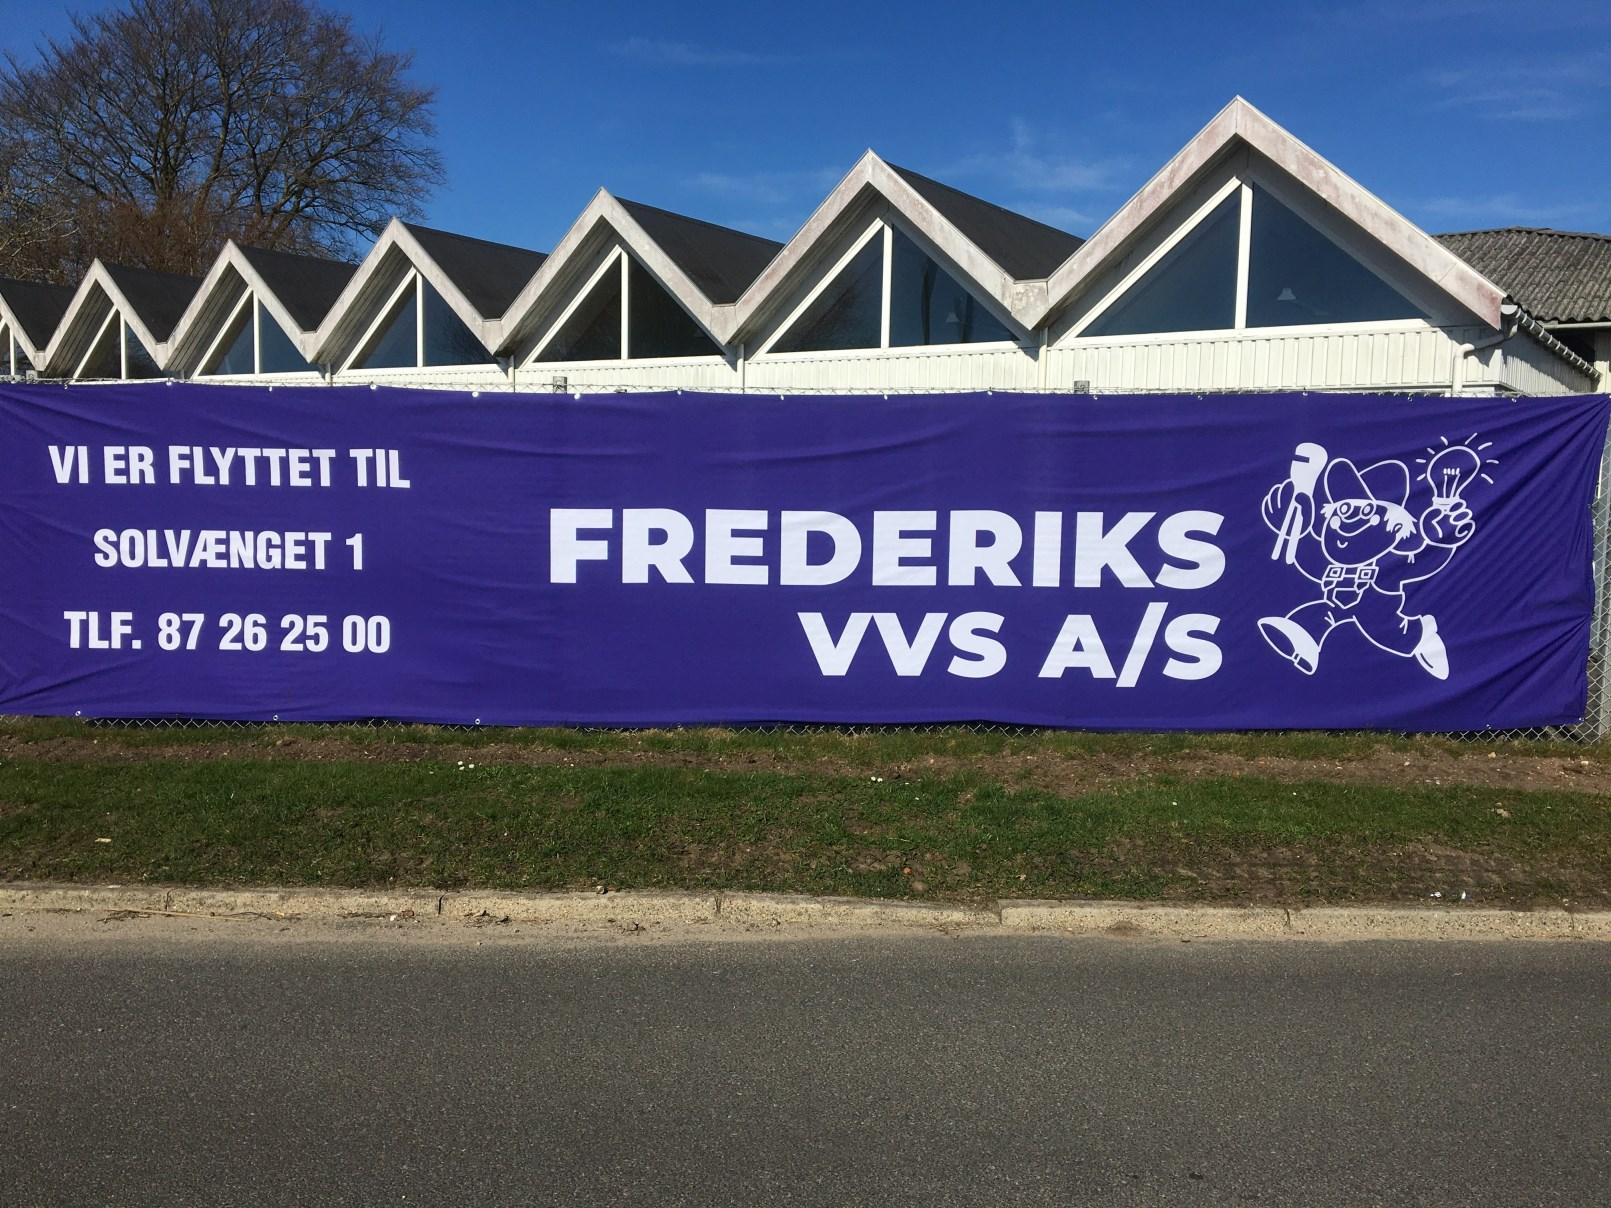 VI ER FLYTTET TIL
SOLVÆNGET 1
TLF. 87 26 25 00
FREDERIKS
VVS A/S